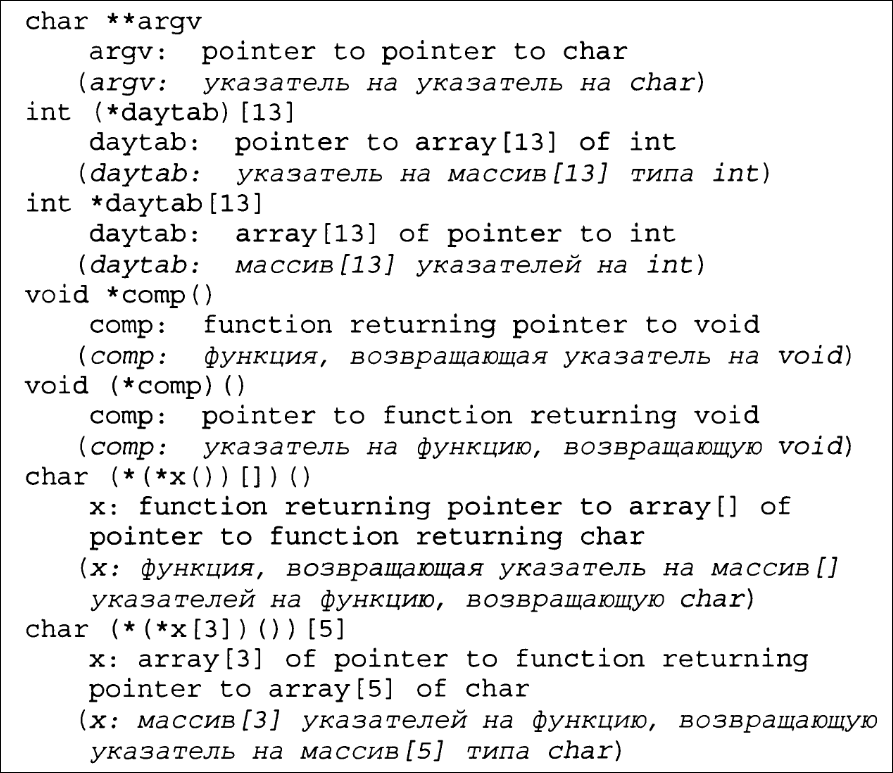 char **argv
argv: pointer to pointer to char
(argv: указатель на указатель на char)
int (*daytab)[13]
daytab: pointer to array[13] of int
(daytab: указатель на массив[13] типа int)
int *daytab[13]
daytab: array[13] of pointer to int
(daytab: массив[13] указателей на int)
void *comp()
comp: function returning pointer to void
(comp: функция, возвращающая указатель на void)
void (*comp)()
comp: pointer to function returning void
(comp: указатель на функцию, возвращающую void)
char (*(*x())[])()
x: function returning pointer to array[] of
pointer to function returning char
(x: функция, возвращающая указатель на массив[]
указателей на функцию, возвращающую char)
char (*(*x[3])())[5]
x: array[3] of pointer to function returning
pointer to array[5] of char
(x: массив[3] указателей на функцию, возвращающую
указатель на массив[5] типа char)